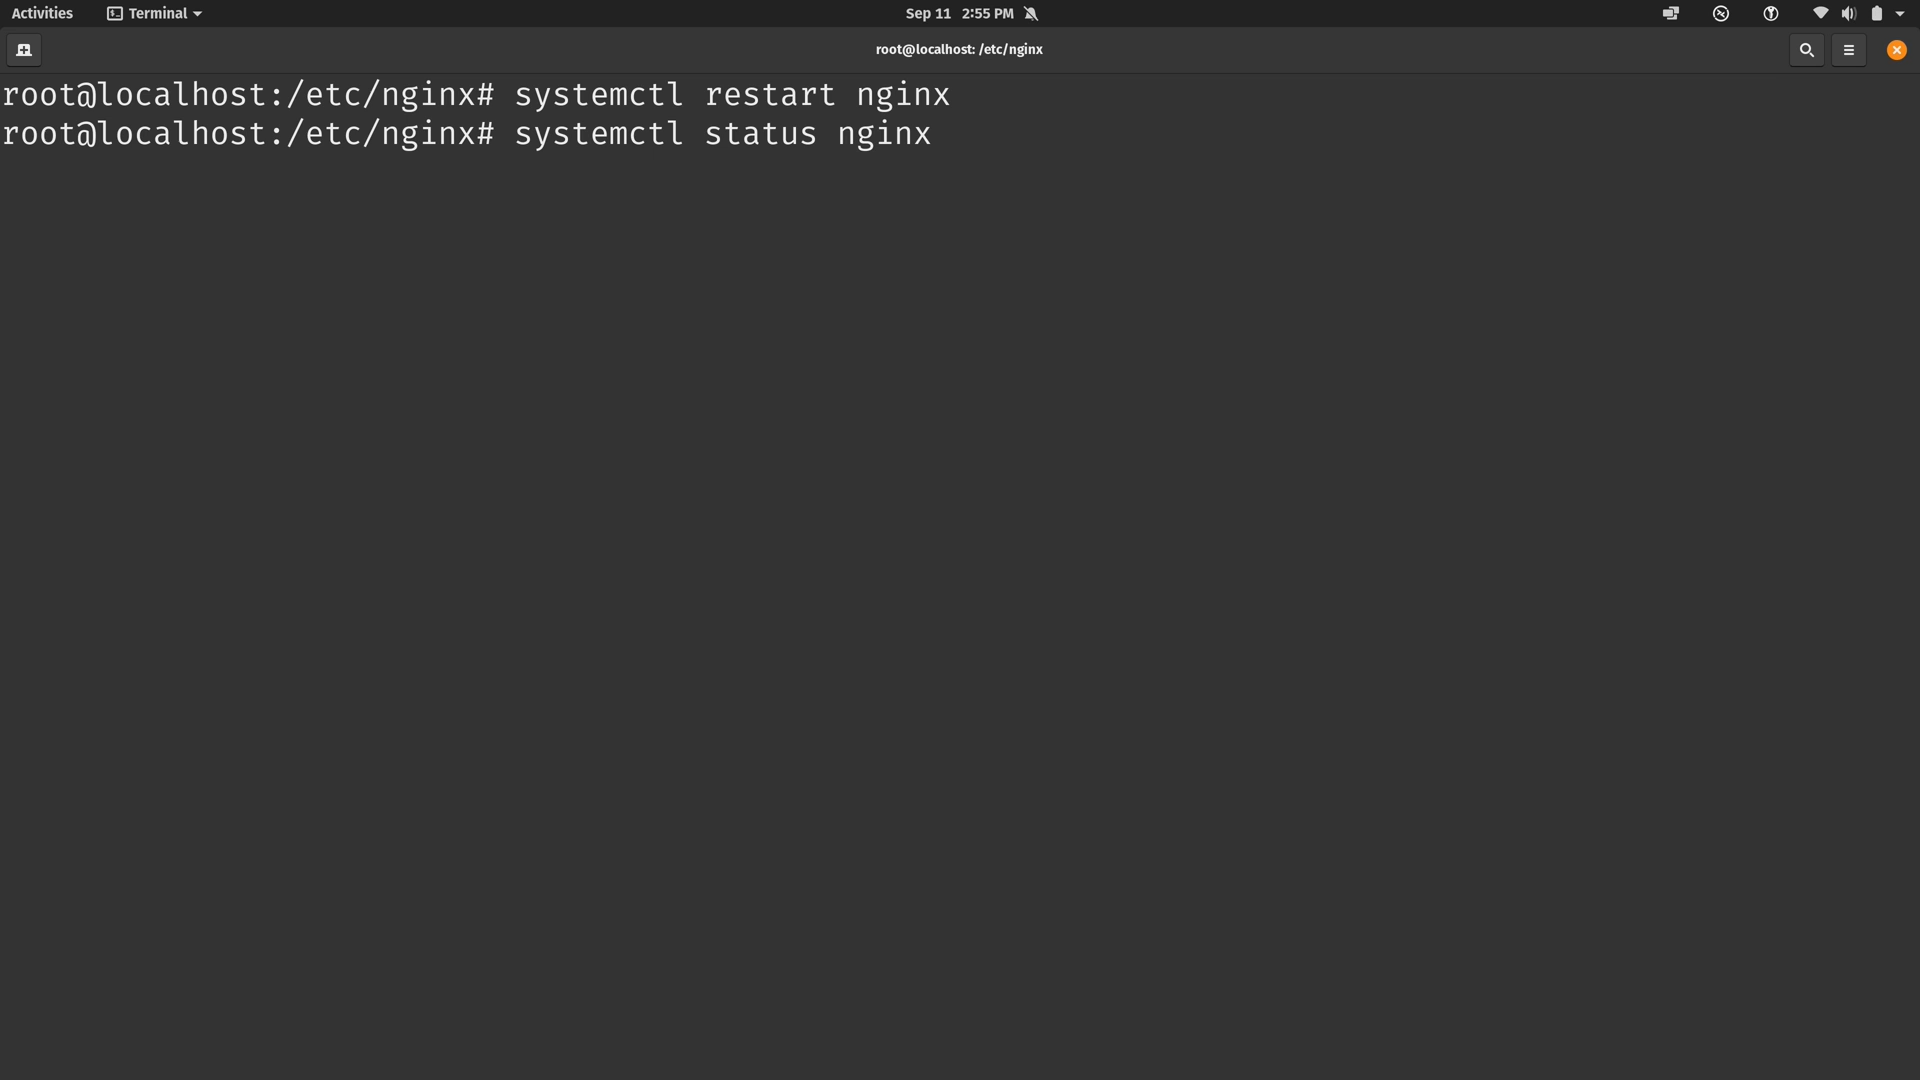 Activities Terminal Sep 11 2:55 PM
root@localhost: /etc/nginx
root@localhost:/etc/nginx# systemctl restart nginx
root@localhost:/etc/nginx# systemctl status nginx